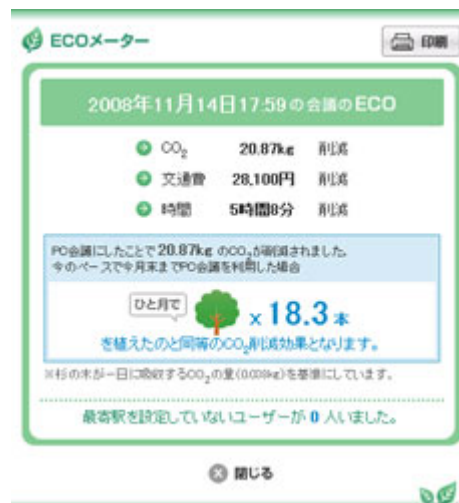 ECOメーター
印刷
2008年11月14日17:59の会議のECO
CO2 20.87kg 削減
交通費 28,100円 削減
時間 5時間8分 削減
PC会議にしたことで20.87kgのCO2が削減されました。
今のペースで今月末までPC会議を利用した場合
ひと月で
×18.3本
を植えたのと同等のCO2削減効果となります。
※杉の木が一日に吸収するCO2の量(0.038kg)を基準にしています。
最寄駅を設定していないユーザーが 0 人いました。
閉じる